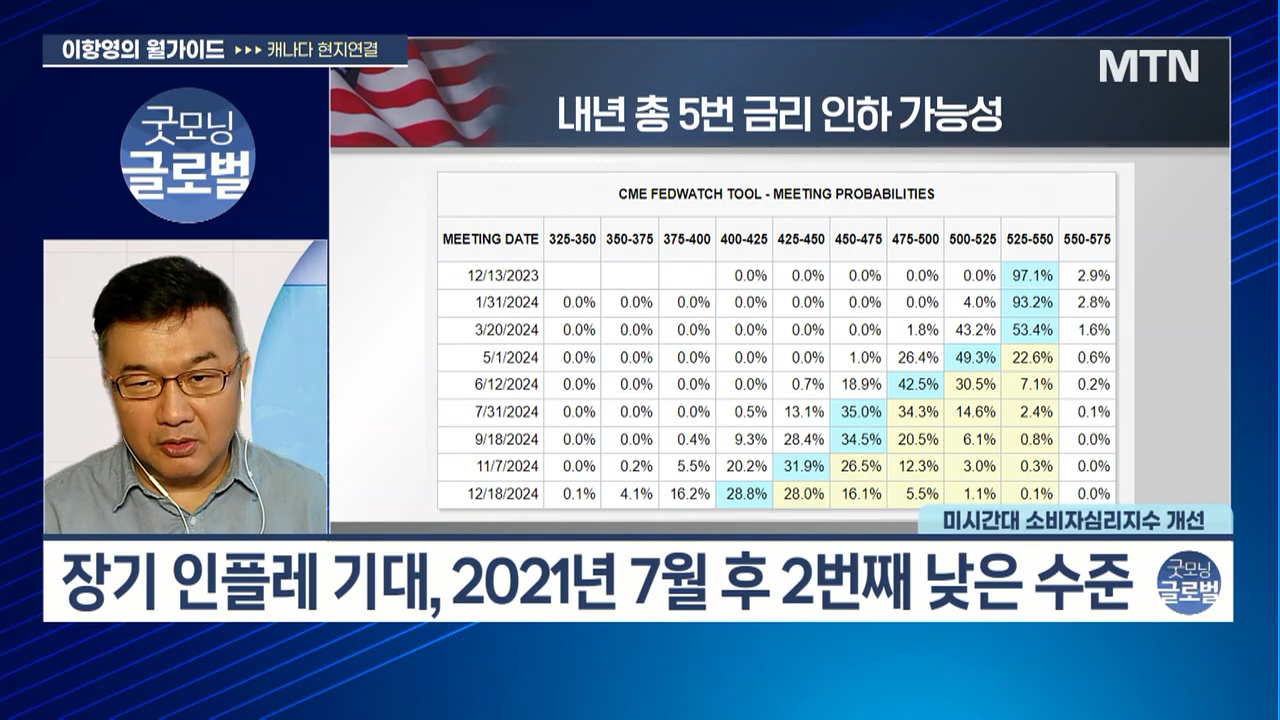 이항영의 월가이드 ▸▸▸ 캐나다 현지연결
MTN
굿모닝
글로벌
내년 총 5번 금리 인하 가능성
CME FEDWATCH TOOL - MEETING PROBABILITIES
MEETING DATE 325-350 350-375 375-400 400-425 425-450 450-475 475-500 500-525 525-550 550-575
12/13/2023 0.0% 0.0% 0.0% 0.0% 0.0% 97.1% 2.9%
1/31/2024 0.0% 0.0% 0.0% 0.0% 0.0% 0.0% 0.0% 4.0% 93.2% 2.8%
3/20/2024 0.0% 0.0% 0.0% 0.0% 0.0% 0.0% 1.8% 43.2% 53.4% 1.6%
5/1/2024 0.0% 0.0% 0.0% 0.0% 0.0% 1.0% 26.4% 49.3% 22.6% 0.6%
6/12/2024 0.0% 0.0% 0.0% 0.0% 0.7% 18.9% 42.5% 30.5% 7.1% 0.2%
7/31/2024 0.0% 0.0% 0.0% 0.5% 13.1% 35.0% 34.3% 14.6% 2.4% 0.1%
9/18/2024 0.0% 0.0% 0.4% 9.3% 28.4% 34.5% 20.5% 6.1% 0.8% 0.0%
11/7/2024 0.0% 0.2% 5.5% 20.2% 31.9% 26.5% 12.3% 3.0% 0.3% 0.0%
12/18/2024 0.1% 4.1% 16.2% 28.8% 28.0% 16.1% 5.5% 1.1% 0.1% 0.0%
미시간대 소비자심리지수 개선
장기 인플레 기대, 2021년 7월 후 2번째 낮은 수준
굿모닝
글로벌